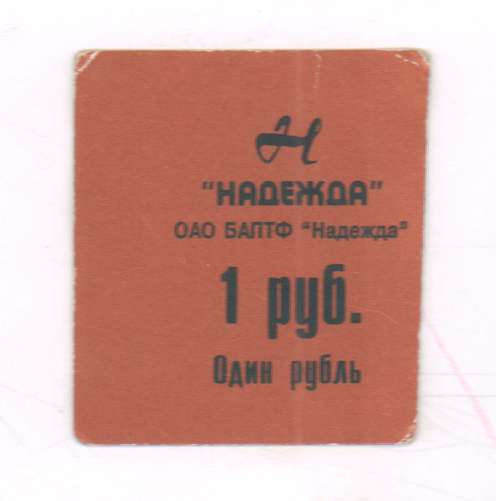 Н
"НАДЕЖДА"
ОАО БАЛТФ "Надежда"
1 руб.
Один рубль